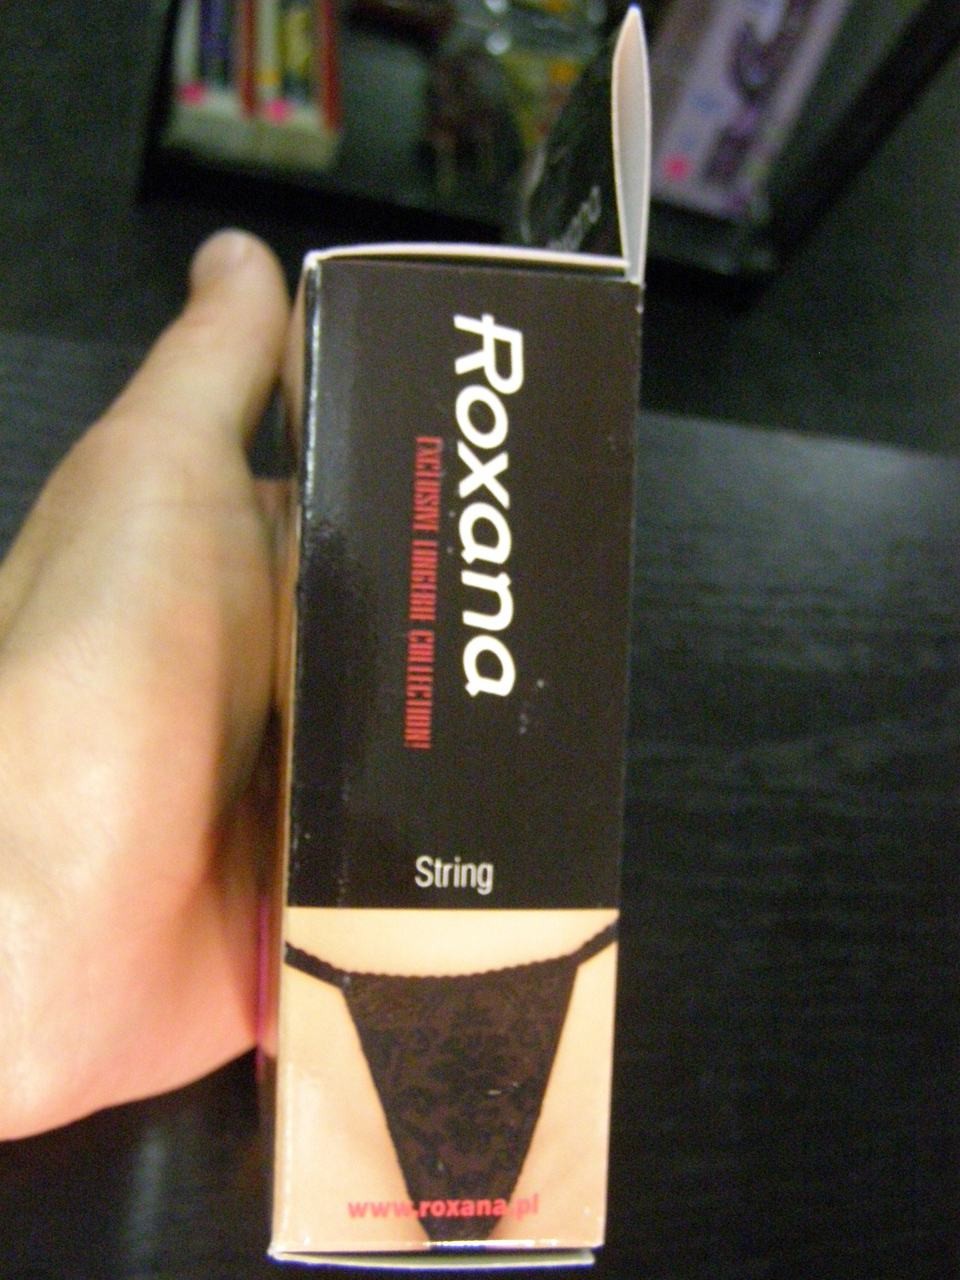 Roxana
EXCLUSIVE LINGERIE COLLECTION!
String
www.roxana.pl